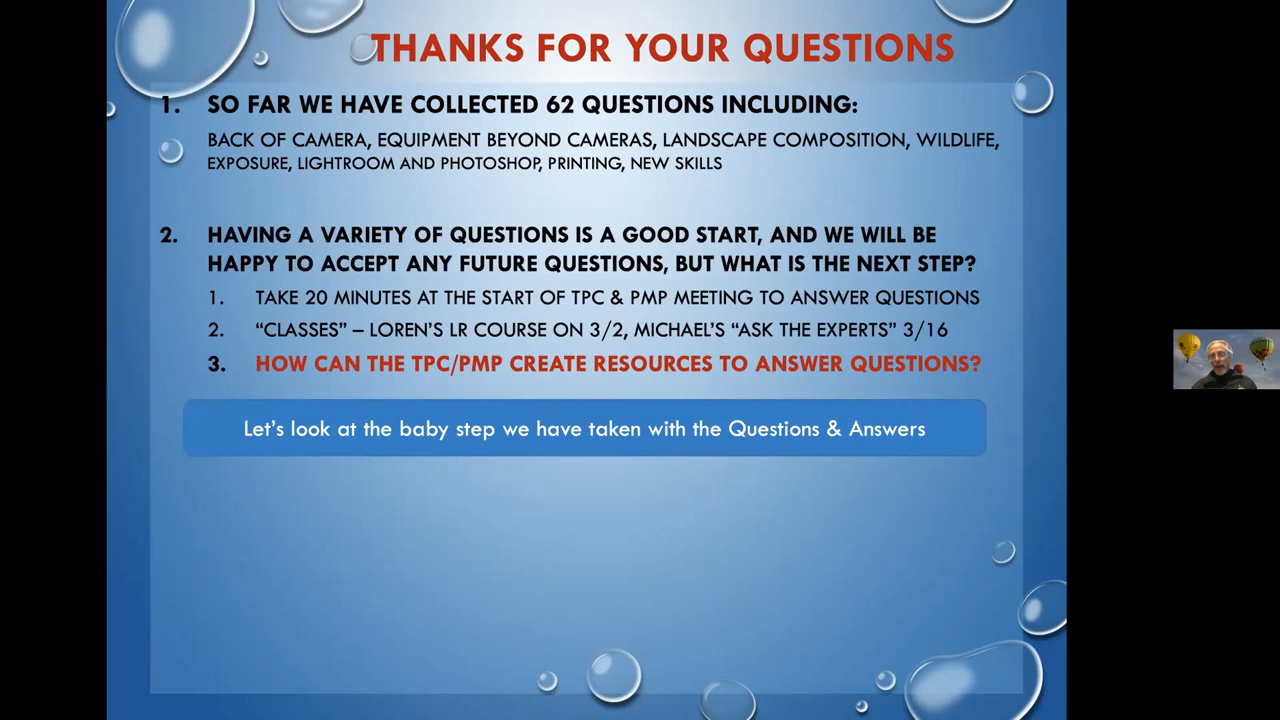 THANKS FOR YOUR QUESTIONS
1. SO FAR WE HAVE COLLECTED 62 QUESTIONS INCLUDING:
BACK OF CAMERA, EQUIPMENT BEYOND CAMERAS, LANDSCAPE COMPOSITION, WILDLIFE,
EXPOSURE, LIGHTROOM AND PHOTOSHOP, PRINTING, NEW SKILLS
2. HAVING A VARIETY OF QUESTIONS IS A GOOD START, AND WE WILL BE
HAPPY TO ACCEPT ANY FUTURE QUESTIONS, BUT WHAT IS THE NEXT STEP?
1. TAKE 20 MINUTES AT THE START OF TPC & PMP MEETING TO ANSWER QUESTIONS
2. “CLASSES” – LOREN’S LR COURSE ON 3/2, MICHAEL’S “ASK THE EXPERTS” 3/16
3. HOW CAN THE TPC/PMP CREATE RESOURCES TO ANSWER QUESTIONS?
Let’s look at the baby step we have taken with the Questions & Answers